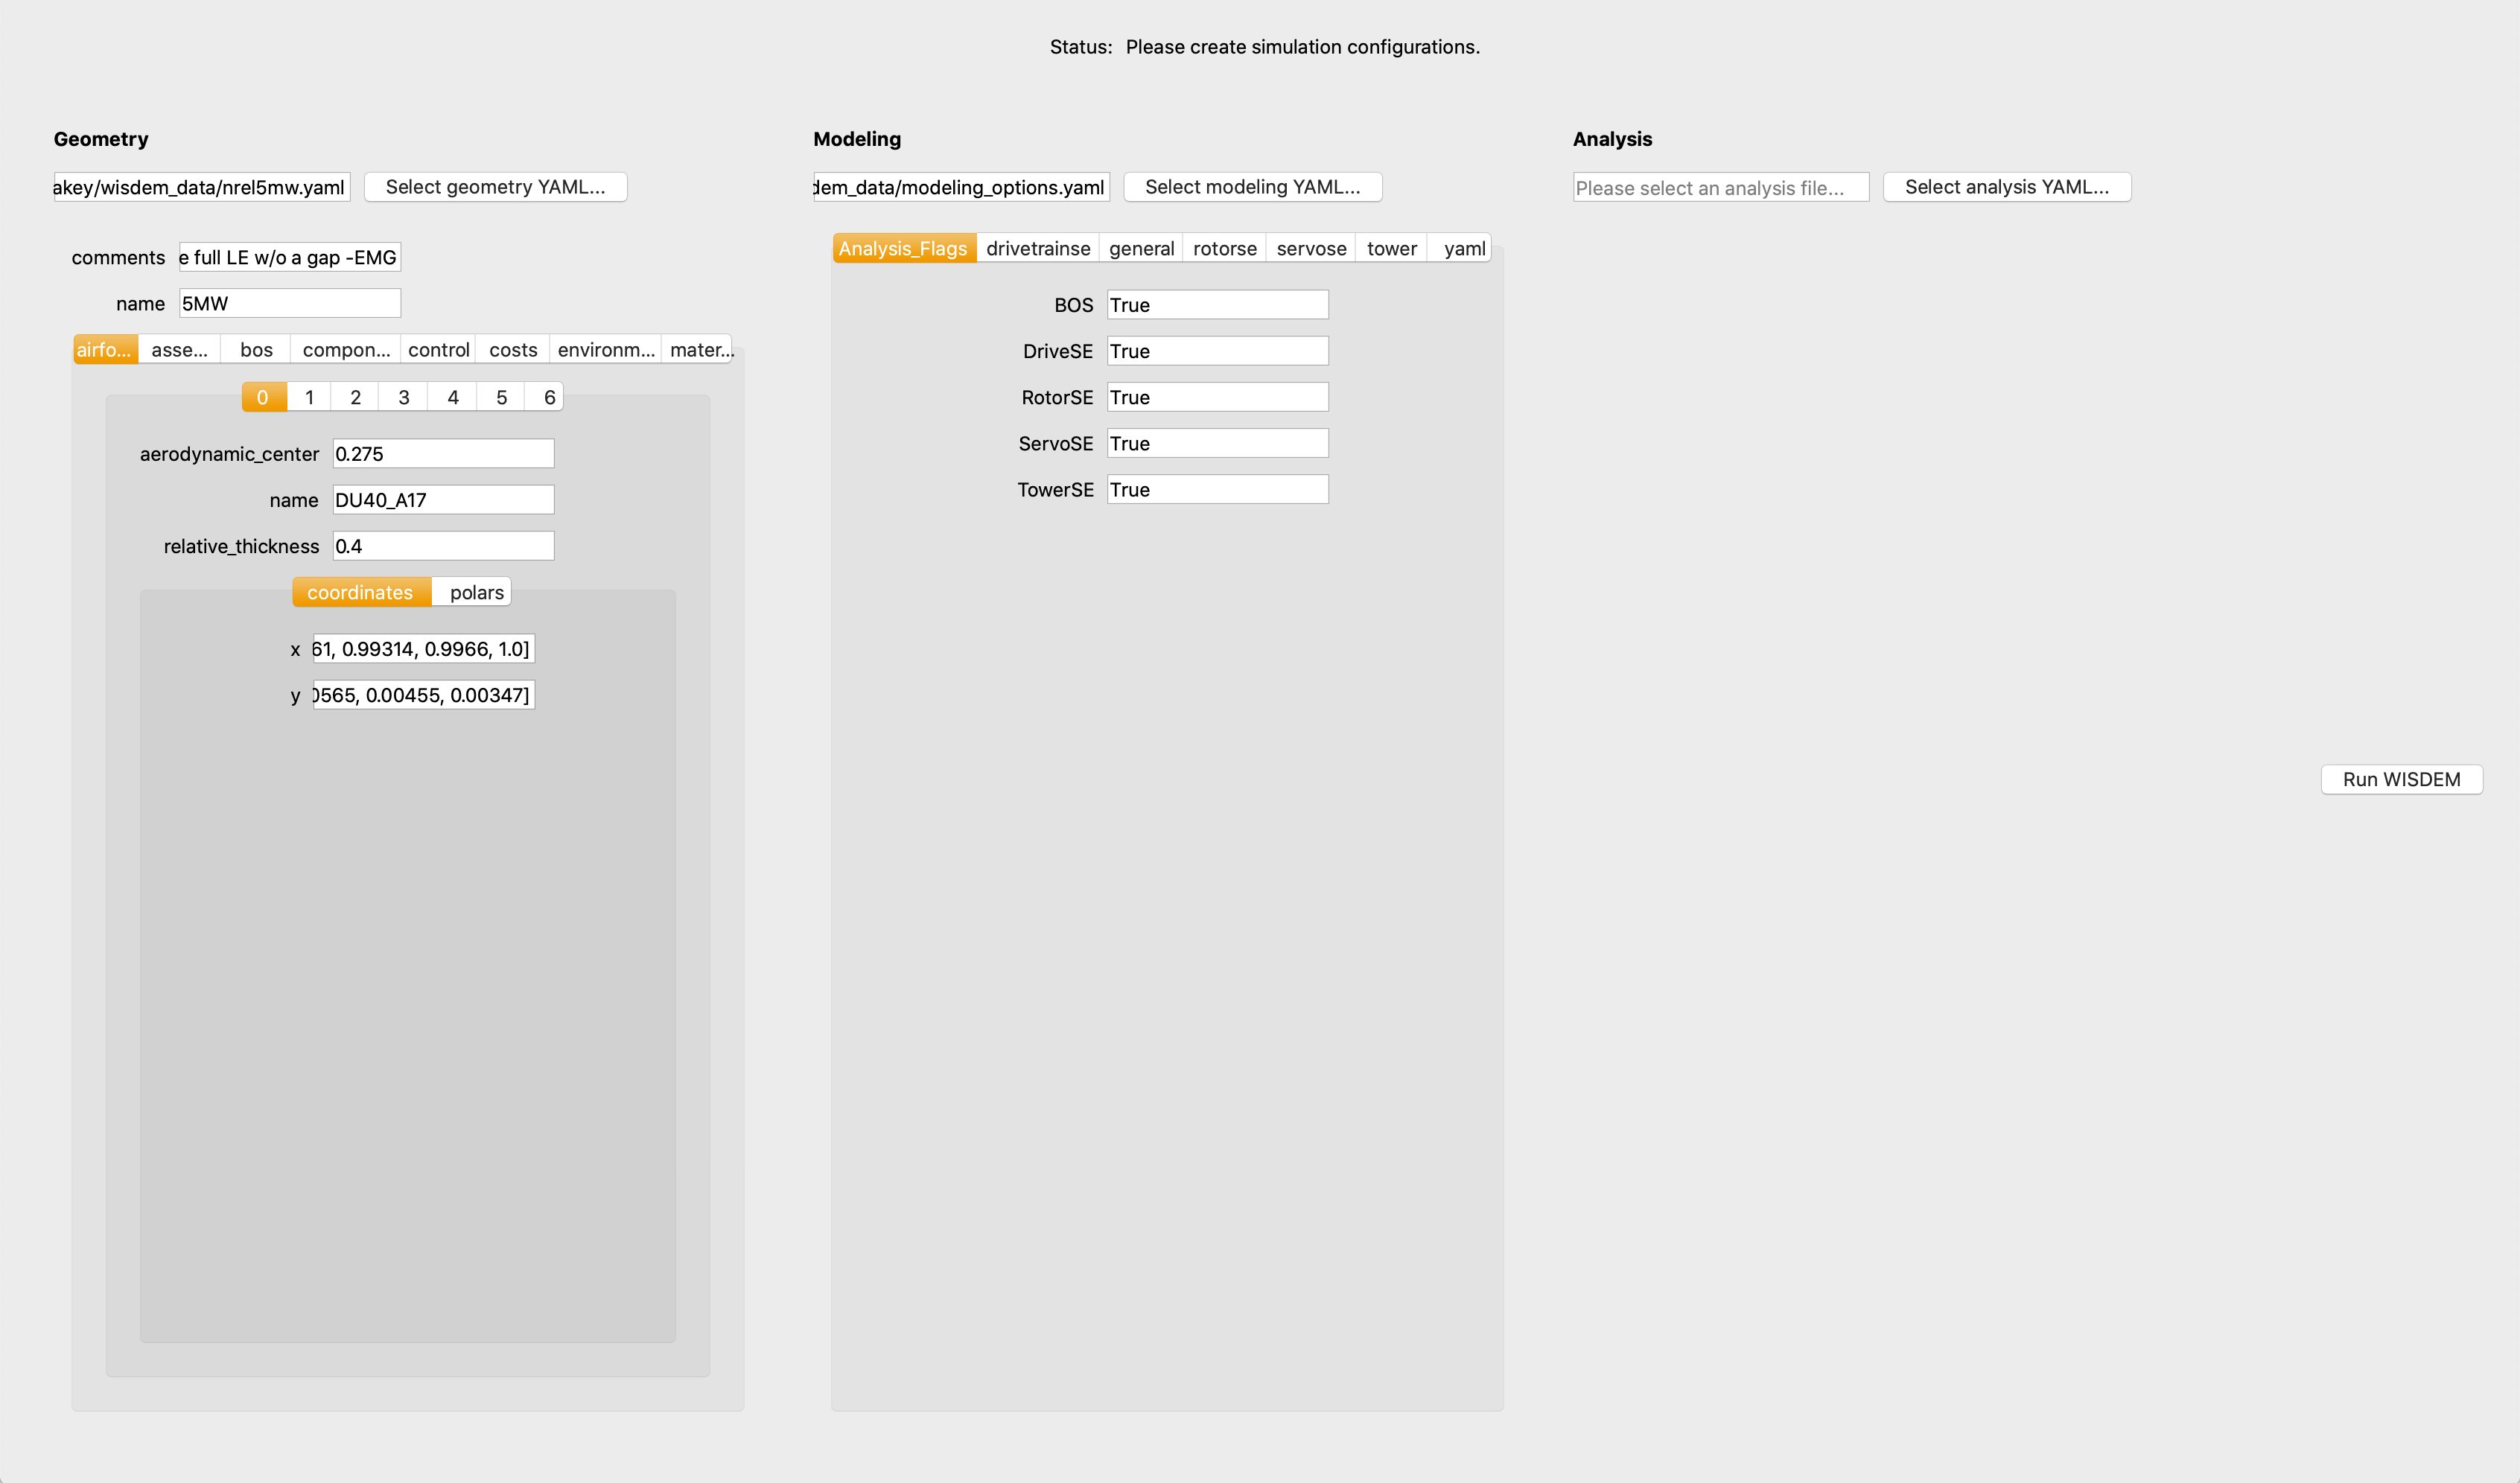 Status: Please create simulation configurations.
Geometry
akey/wisdem_data/nrel5mw.yaml Select geometry YAML...
comments e full LE w/o a gap -EMG
name 5MW
airfo... asse... bos compon... control costs environm... mater...
0 1 2 3 4 5 6
aerodynamic_center 0.275
name DU40_A17
relative_thickness 0.4
coordinates polars
x 61, 0.99314, 0.9966, 1.0]
y 0565, 0.00455, 0.00347]
Modeling
dem_data/modeling_options.yaml Select modeling YAML...
Analysis_Flags drivetrainse general rotorse servose tower yaml
BOS True
DriveSE True
RotorSE True
ServoSE True
TowerSE True
Analysis
Please select an analysis file... Select analysis YAML...
Run WISDEM